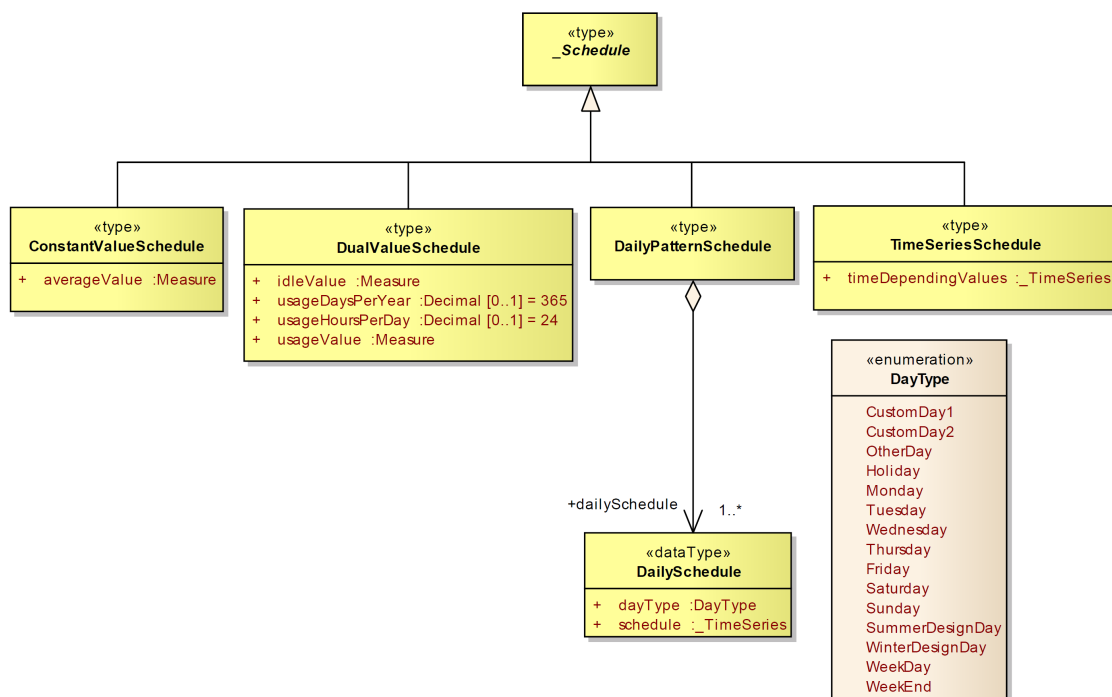 «type»
_Schedule
«type»
ConstantValueSchedule
+ averageValue :Measure
«type»
DualValueSchedule
+ idleValue :Measure
+ usageDaysPerYear :Decimal [0..1] = 365
+ usageHoursPerDay :Decimal [0..1] = 24
+ usageValue :Measure
«type»
DailyPatternSchedule
«type»
TimeSeriesSchedule
+ timeDependingValues :_TimeSeries
+dailySchedule
1..*
«dataType»
DailySchedule
+ dayType :DayType
+ schedule :_TimeSeries
«enumeration»
DayType
CustomDay1
CustomDay2
OtherDay
Holiday
Monday
Tuesday
Wednesday
Thursday
Friday
Saturday
Sunday
SummerDesignDay
WinterDesignDay
WeekDay
WeekEnd